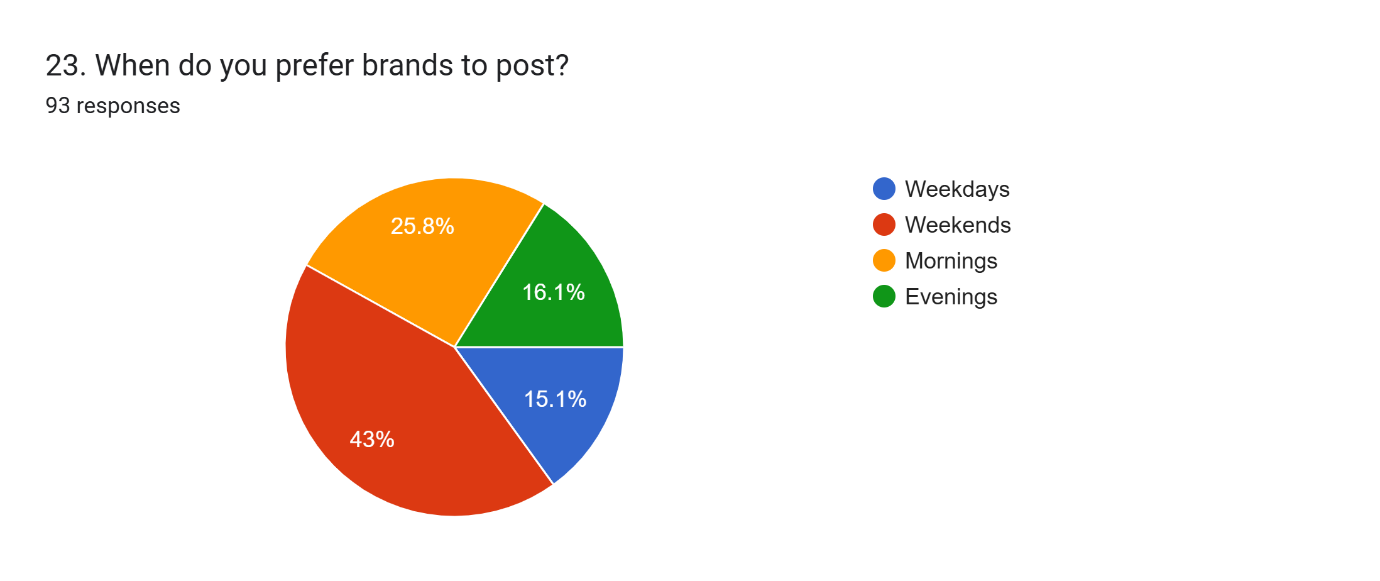 23. When do you prefer brands to post?
93 responses
25.8%
16.1%
15.1%
43%
Weekdays
Weekends
Mornings
Evenings